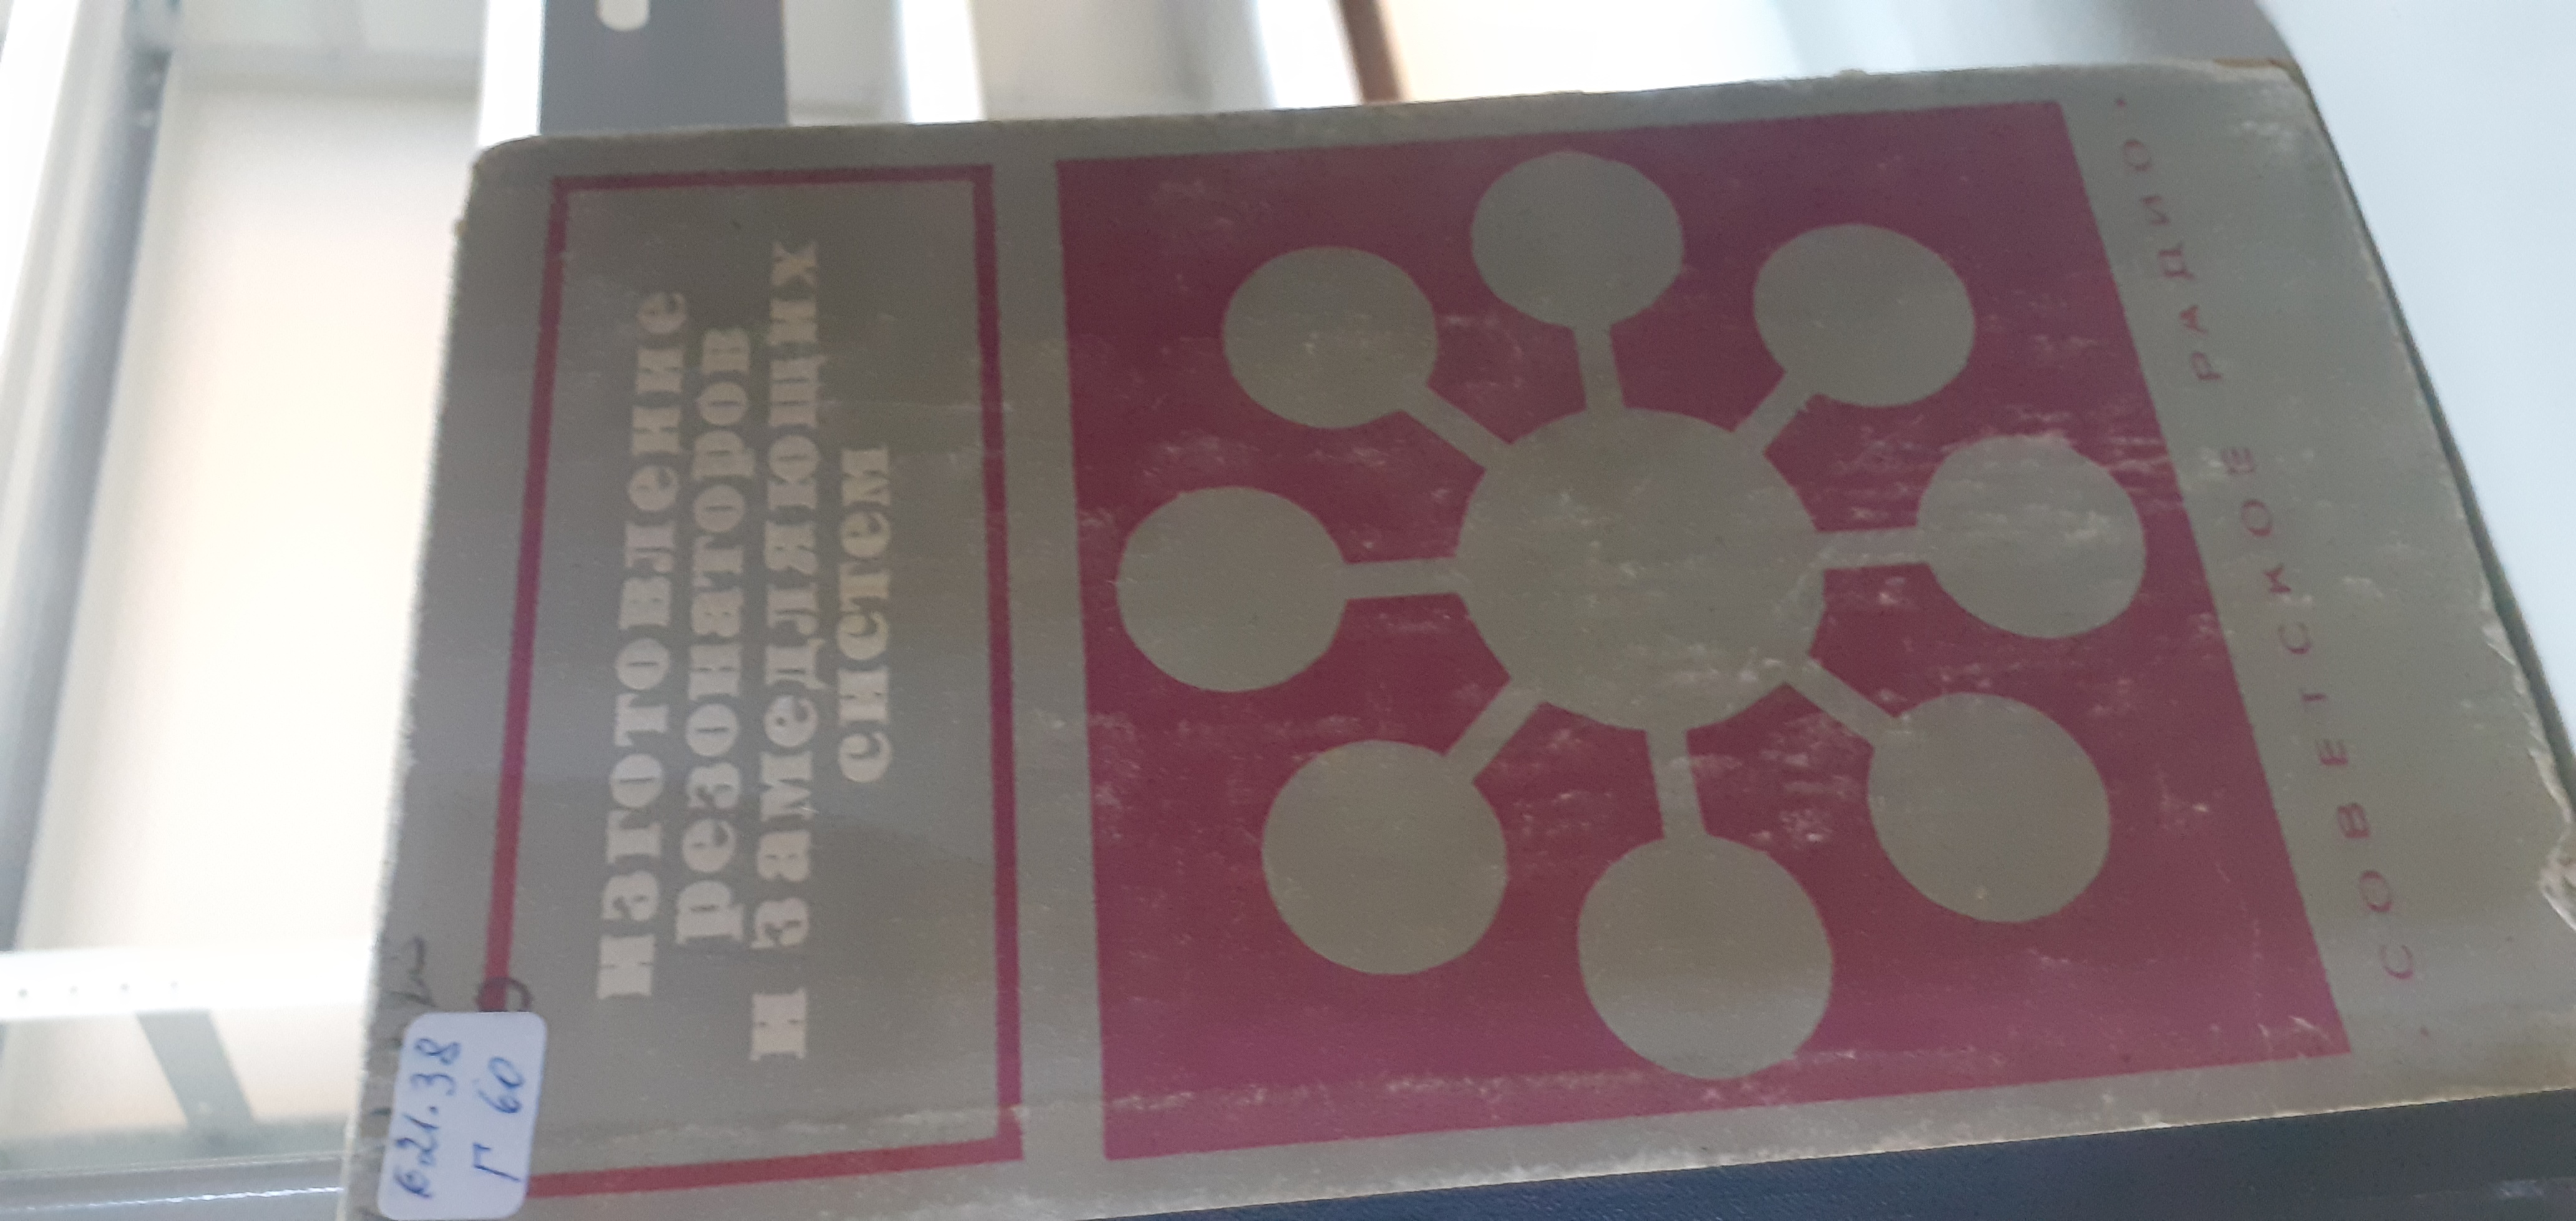 изготовление
резонаторов
и замедляющих
систем
• СОВЕТСКОЕ РАДИО •
621.38
Г 60